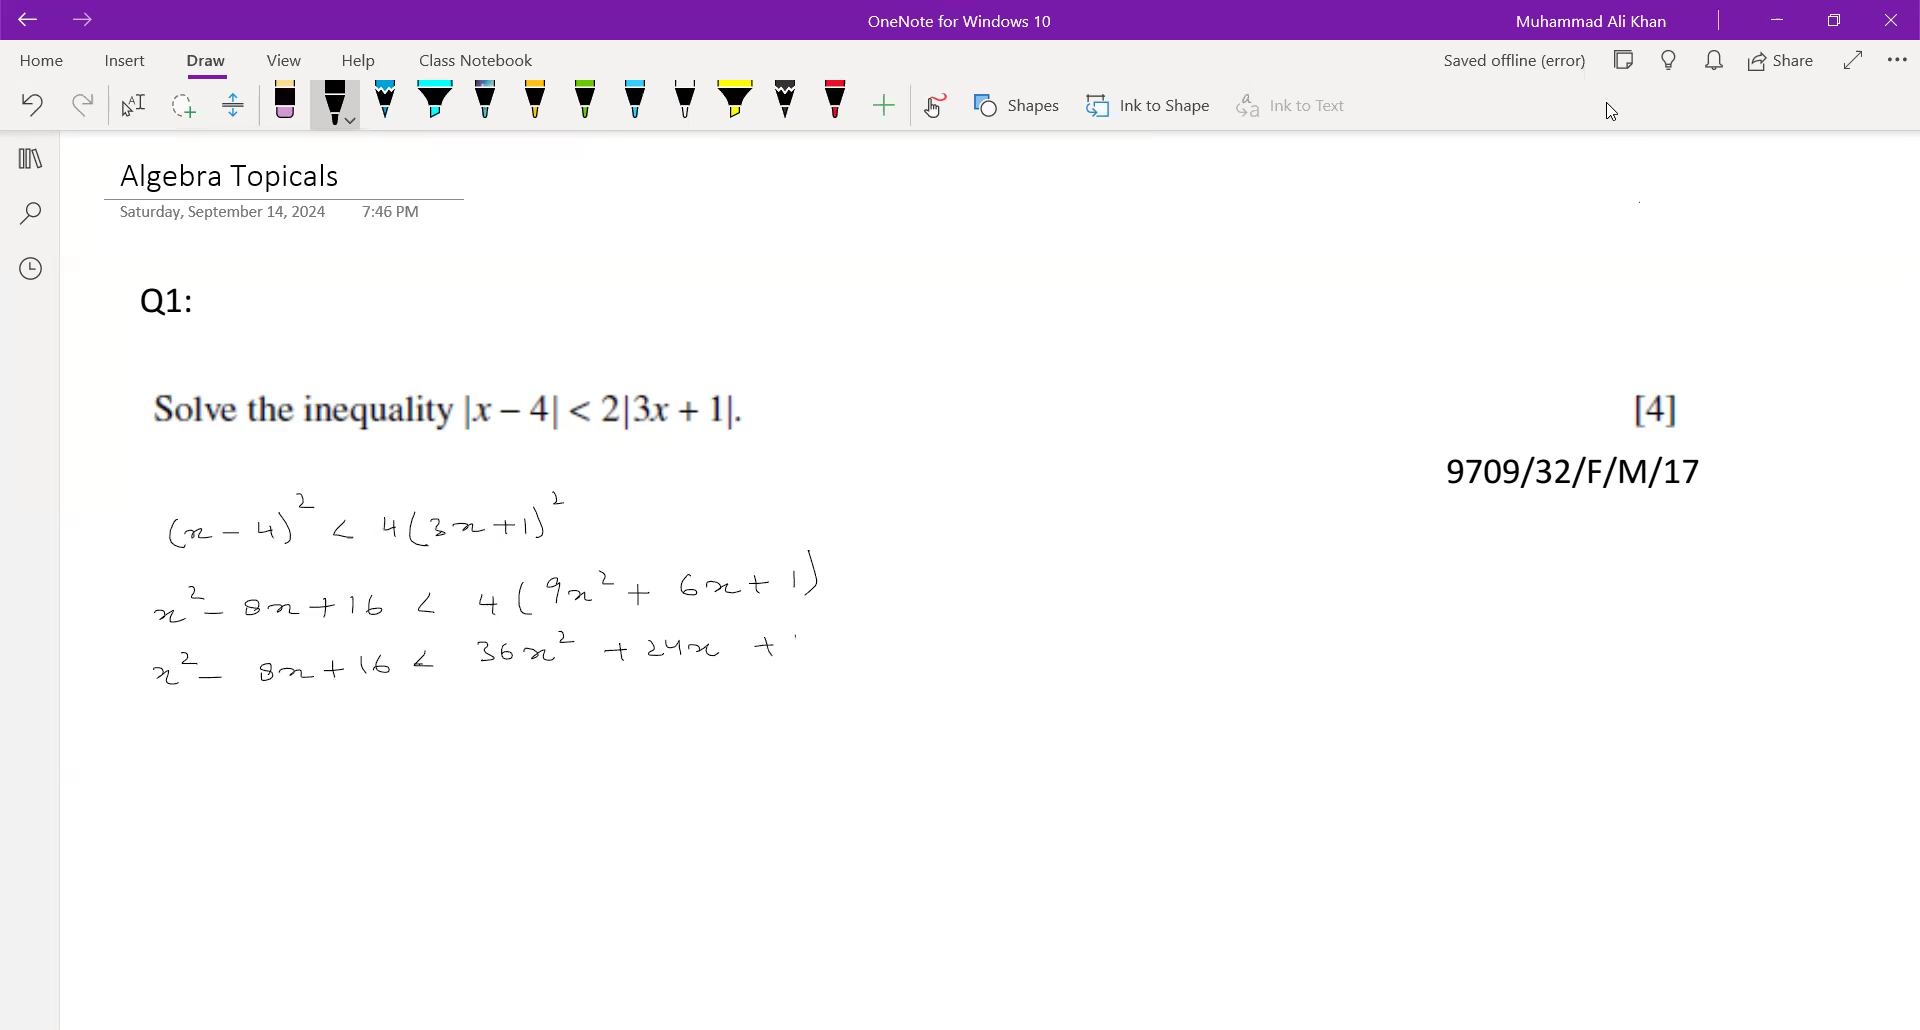 OneNote for Windows 10
Muhammad Ali Khan
Home Insert Draw View Help Class Notebook
Saved offline (error)
Share
Shapes
Ink to Shape
Ink to Text
Algebra Topicals
Saturday, September 14, 2024 7:46 PM
Q1:
Solve the inequality |x – 4| < 2|3x + 1|. [4]
9709/32/F/M/17
(x – 4)² < 4(3x+1)²
x² – 8x + 16 < 4(9x² + 6x + 1)
x² – 8x + 16 < 36x² + 24x +